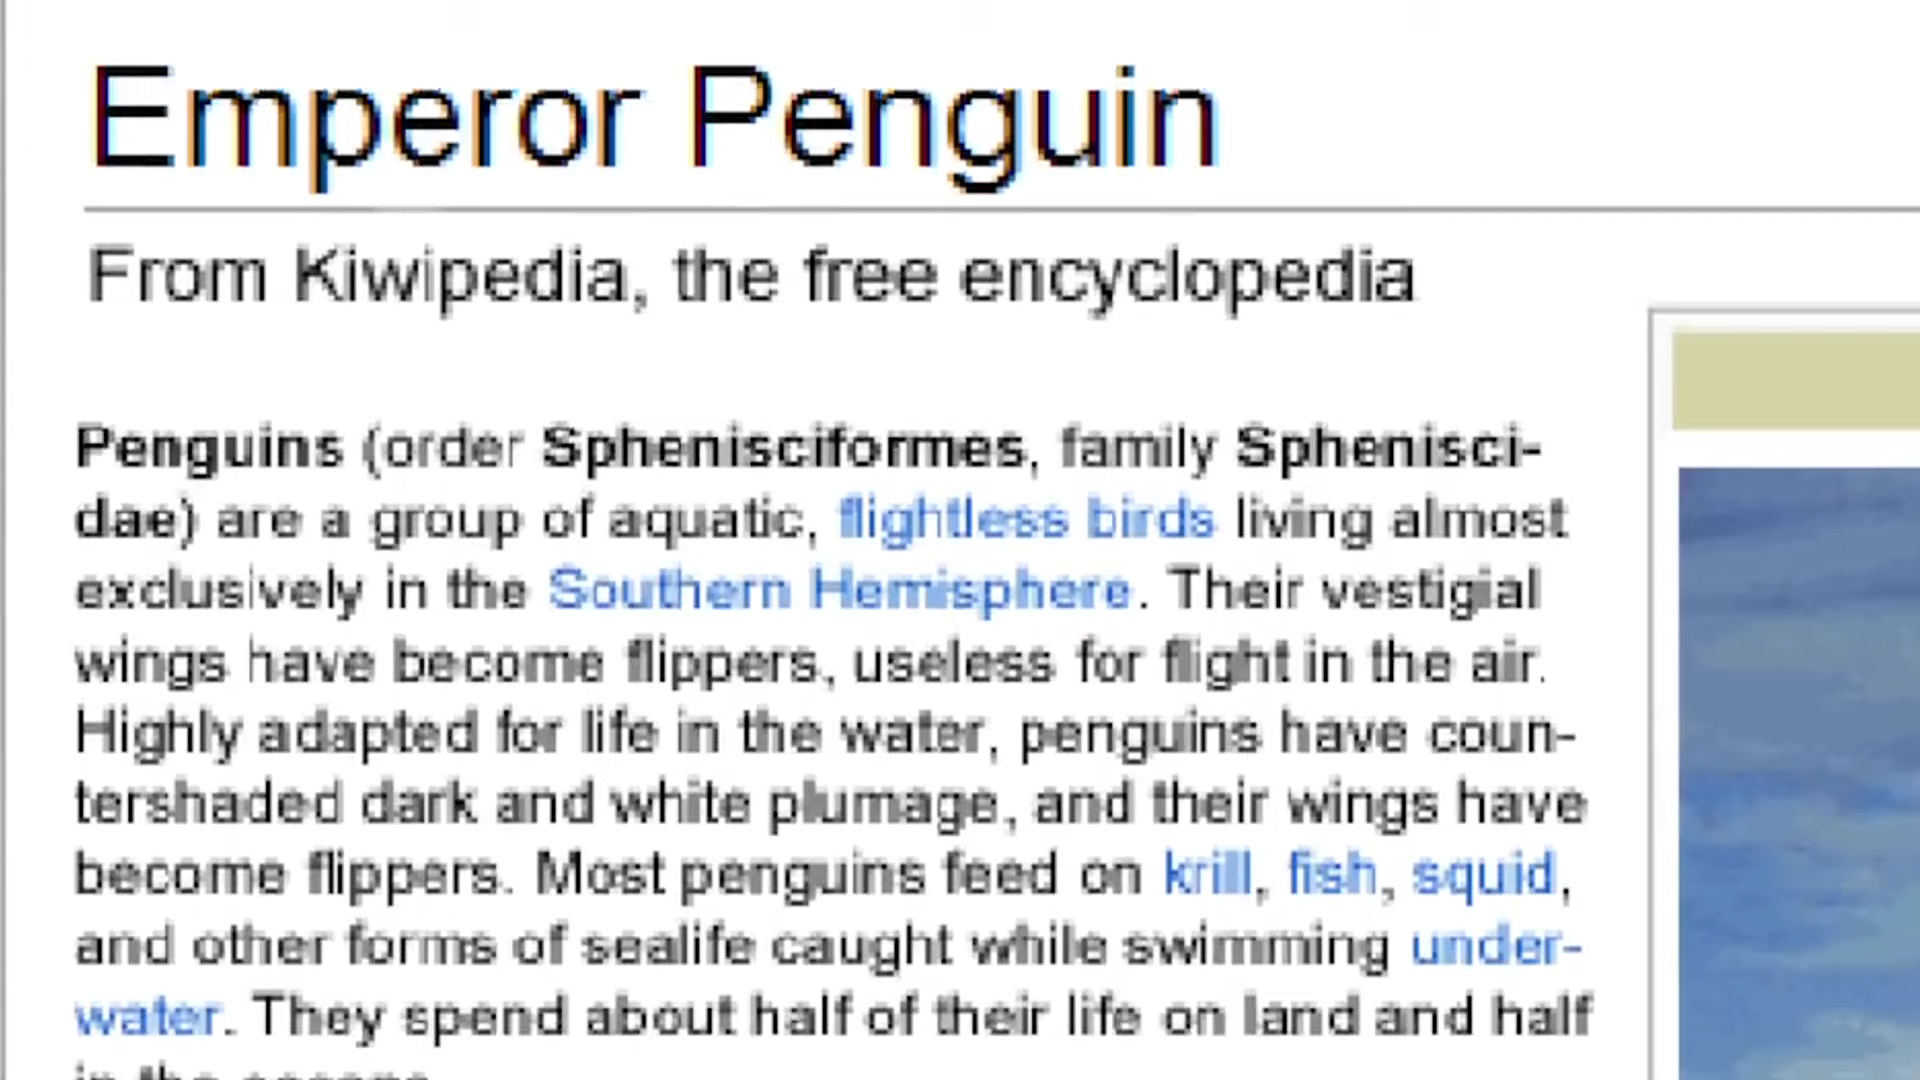 Emperor Penguin
From Kiwipedia, the free encyclopedia
Penguins (order Sphenisciformes, family Sphenisci-
dae) are a group of aquatic, flightless birds living almost
exclusively in the Southern Hemisphere. Their vestigial
wings have become flippers, useless for flight in the air.
Highly adapted for life in the water, penguins have coun-
tershaded dark and white plumage, and their wings have
become flippers. Most penguins feed on krill, fish, squid,
and other forms of sealife caught while swimming under-
water. They spend about half of their life on land and half
in the oceans.